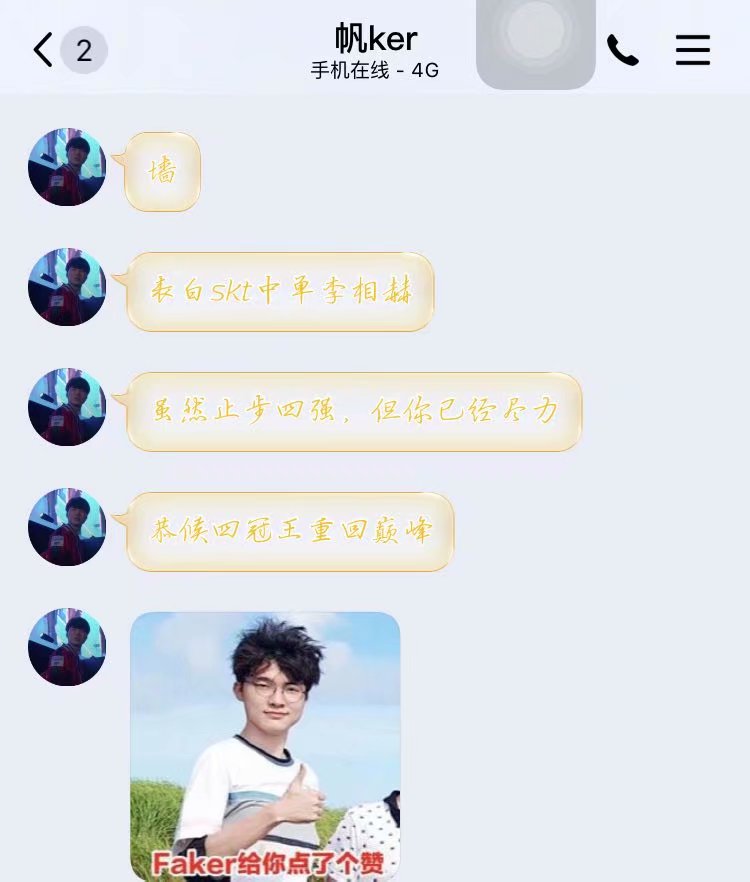 2
帆ker
手机在线 - 4G
墙
表白skt中单李相赫
虽然止步四强，但你已经尽力
恭候四冠王重回巅峰
Faker给你点了个赞